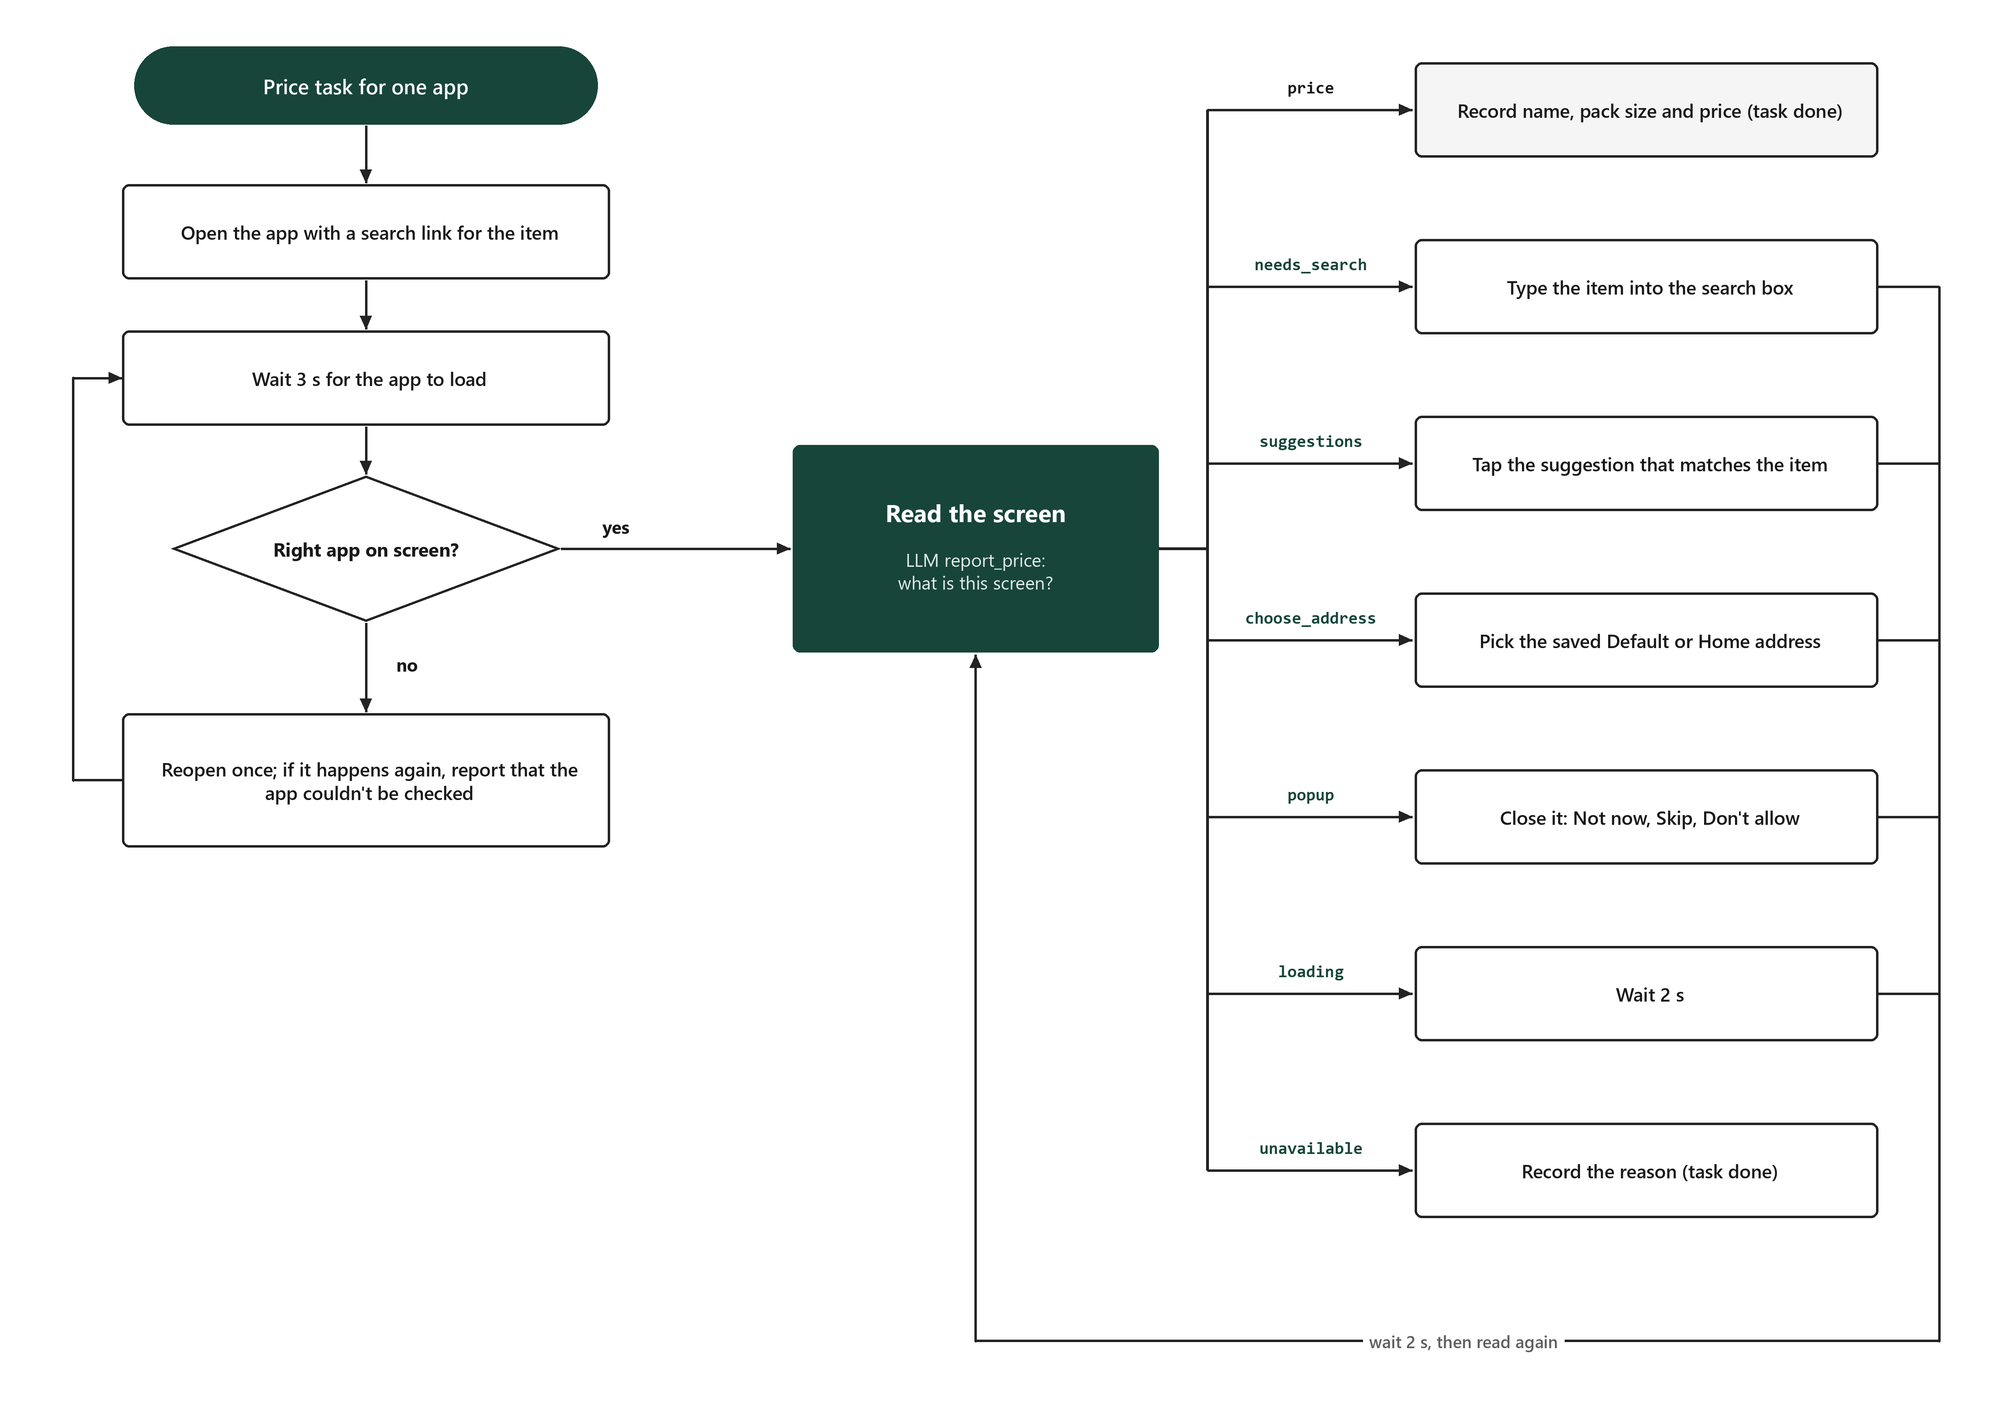 Price task for one app
Open the app with a search link for the item
Wait 3 s for the app to load
Right app on screen?
yes
no
Reopen once; if it happens again, report that the
app couldn't be checked
Read the screen
LLM report_price:
what is this screen?
price
Record name, pack size and price (task done)
needs_search
Type the item into the search box
suggestions
Tap the suggestion that matches the item
choose_address
Pick the saved Default or Home address
popup
Close it: Not now, Skip, Don't allow
loading
Wait 2 s
unavailable
Record the reason (task done)
wait 2 s, then read again